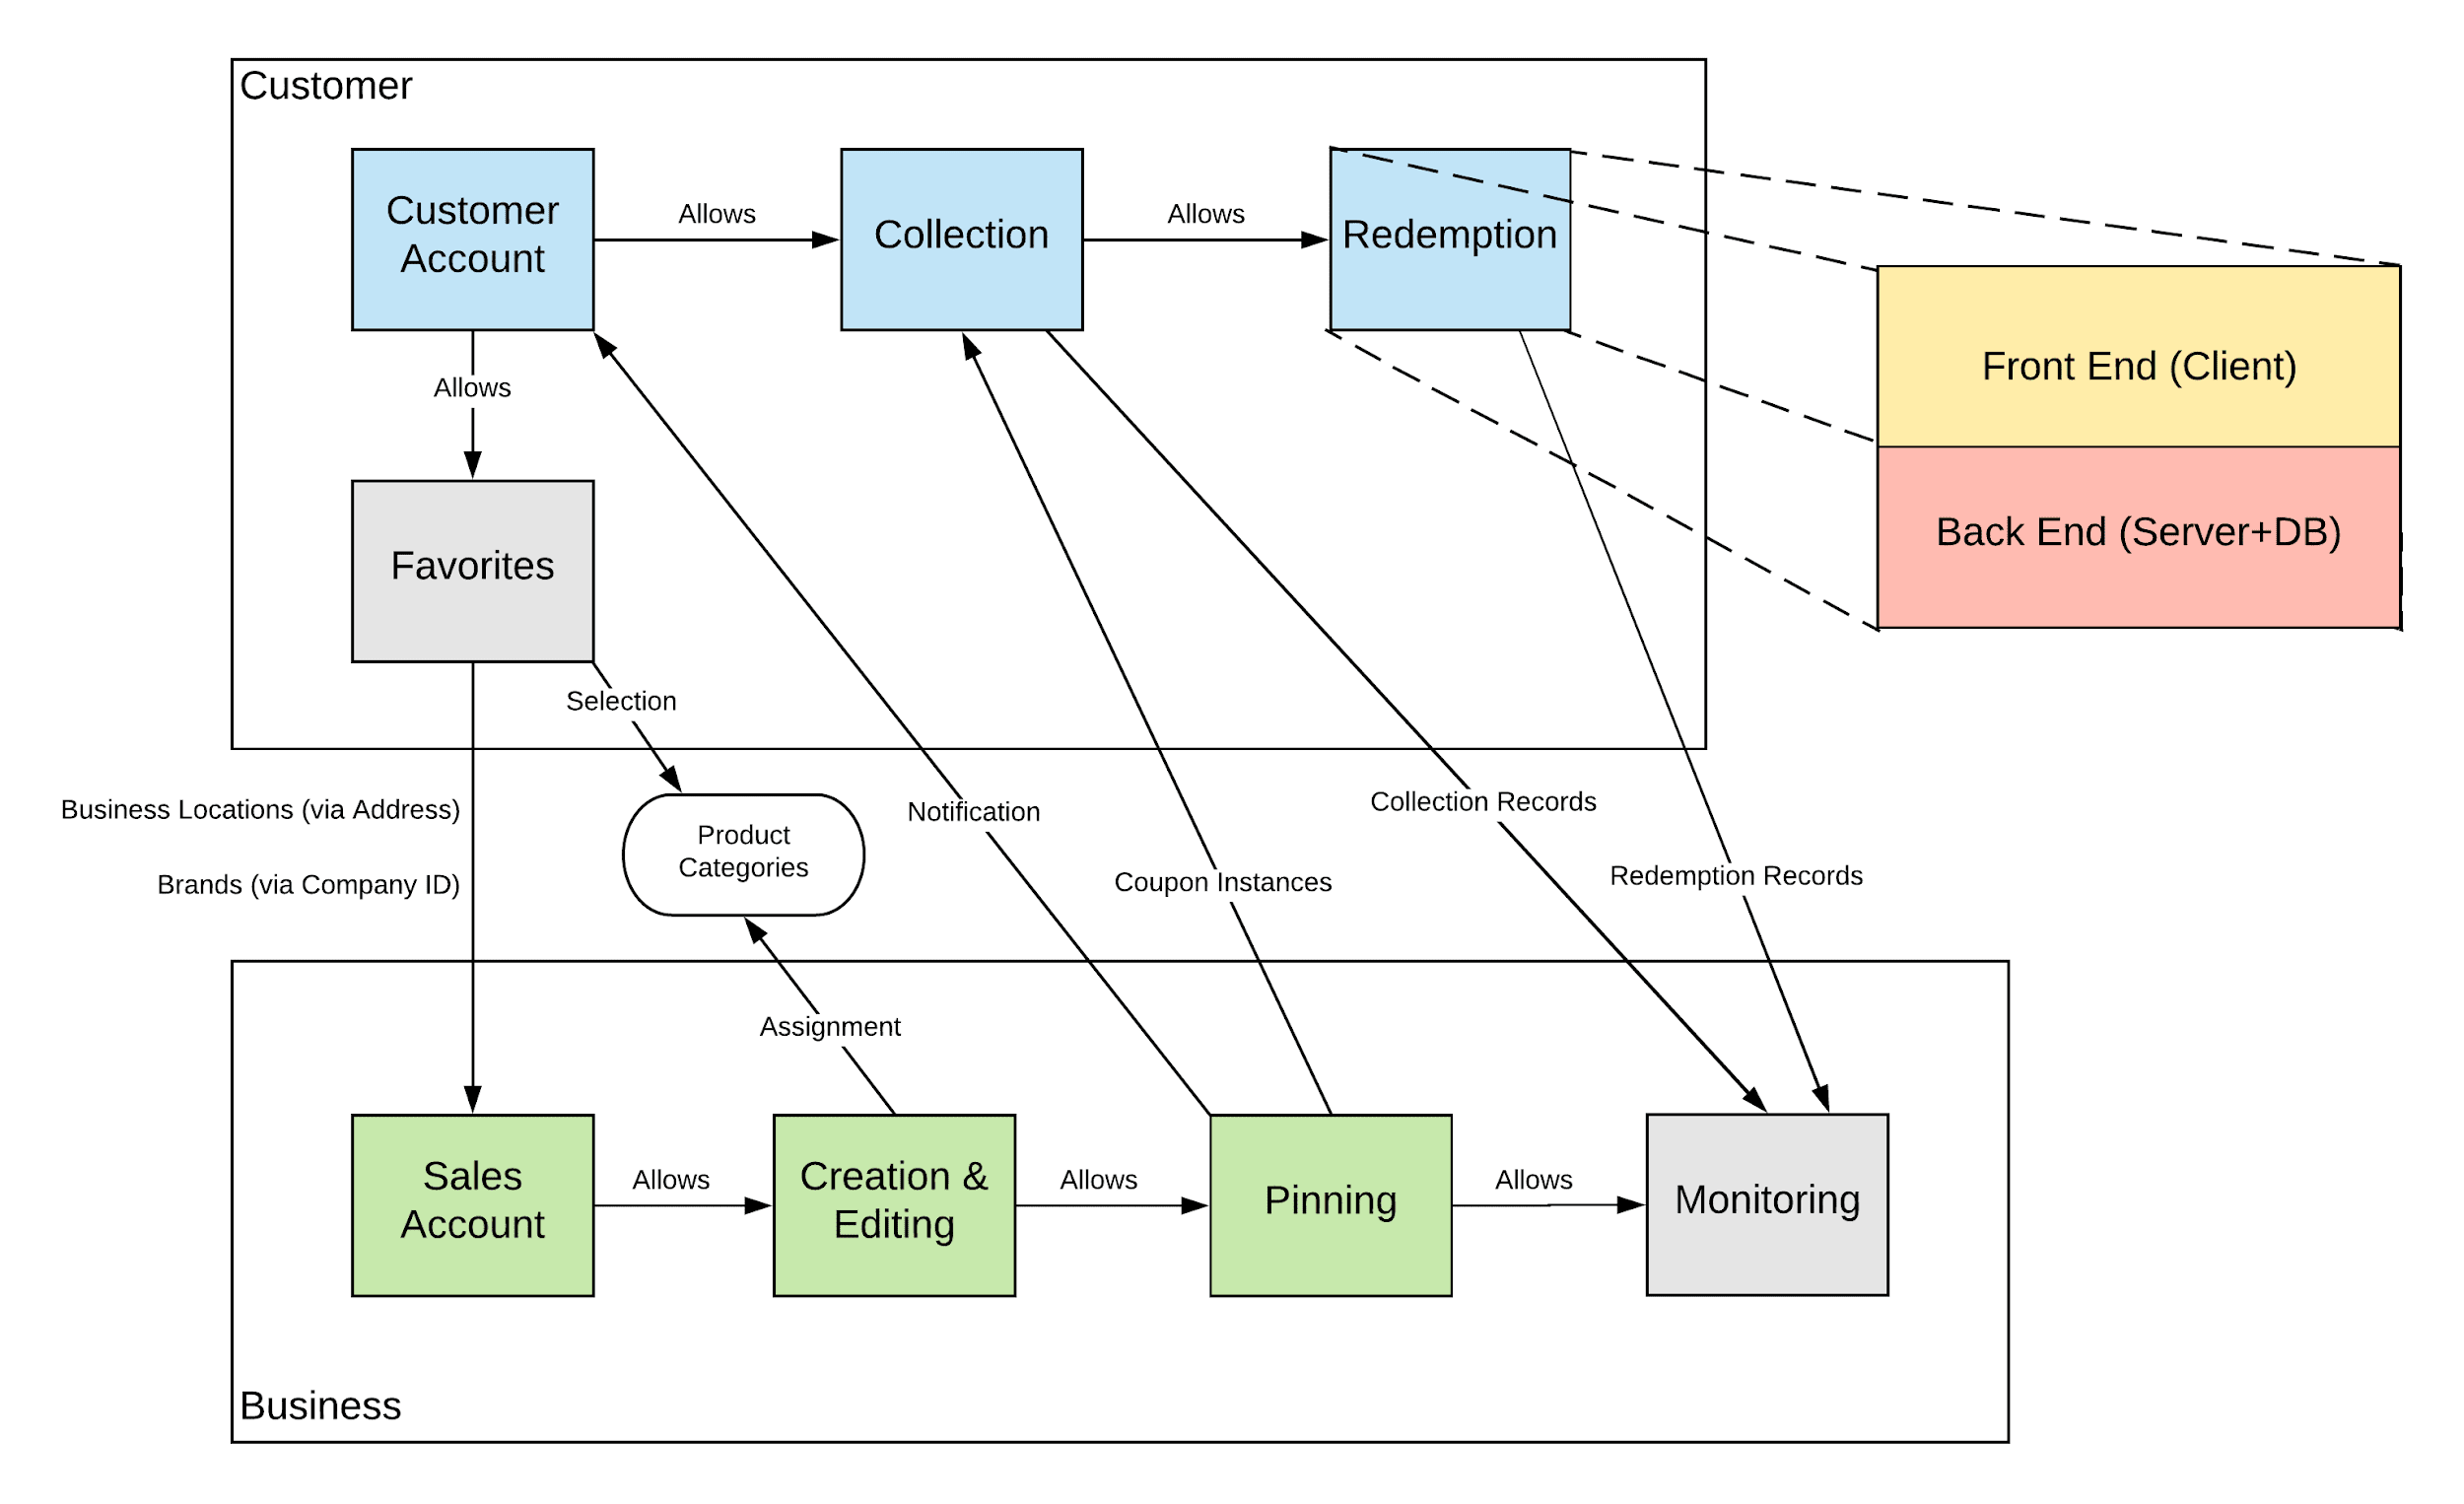 Customer
Customer
Account
Allows
Collection
Allows
Redemption
Front End (Client)
Back End (Server+DB)
Allows
Favorites
Selection
Business Locations (via Address)
Brands (via Company ID)
Product
Categories
Notification
Coupon Instances
Collection Records
Redemption Records
Assignment
Sales
Account
Allows
Creation &
Editing
Allows
Pinning
Allows
Monitoring
Business